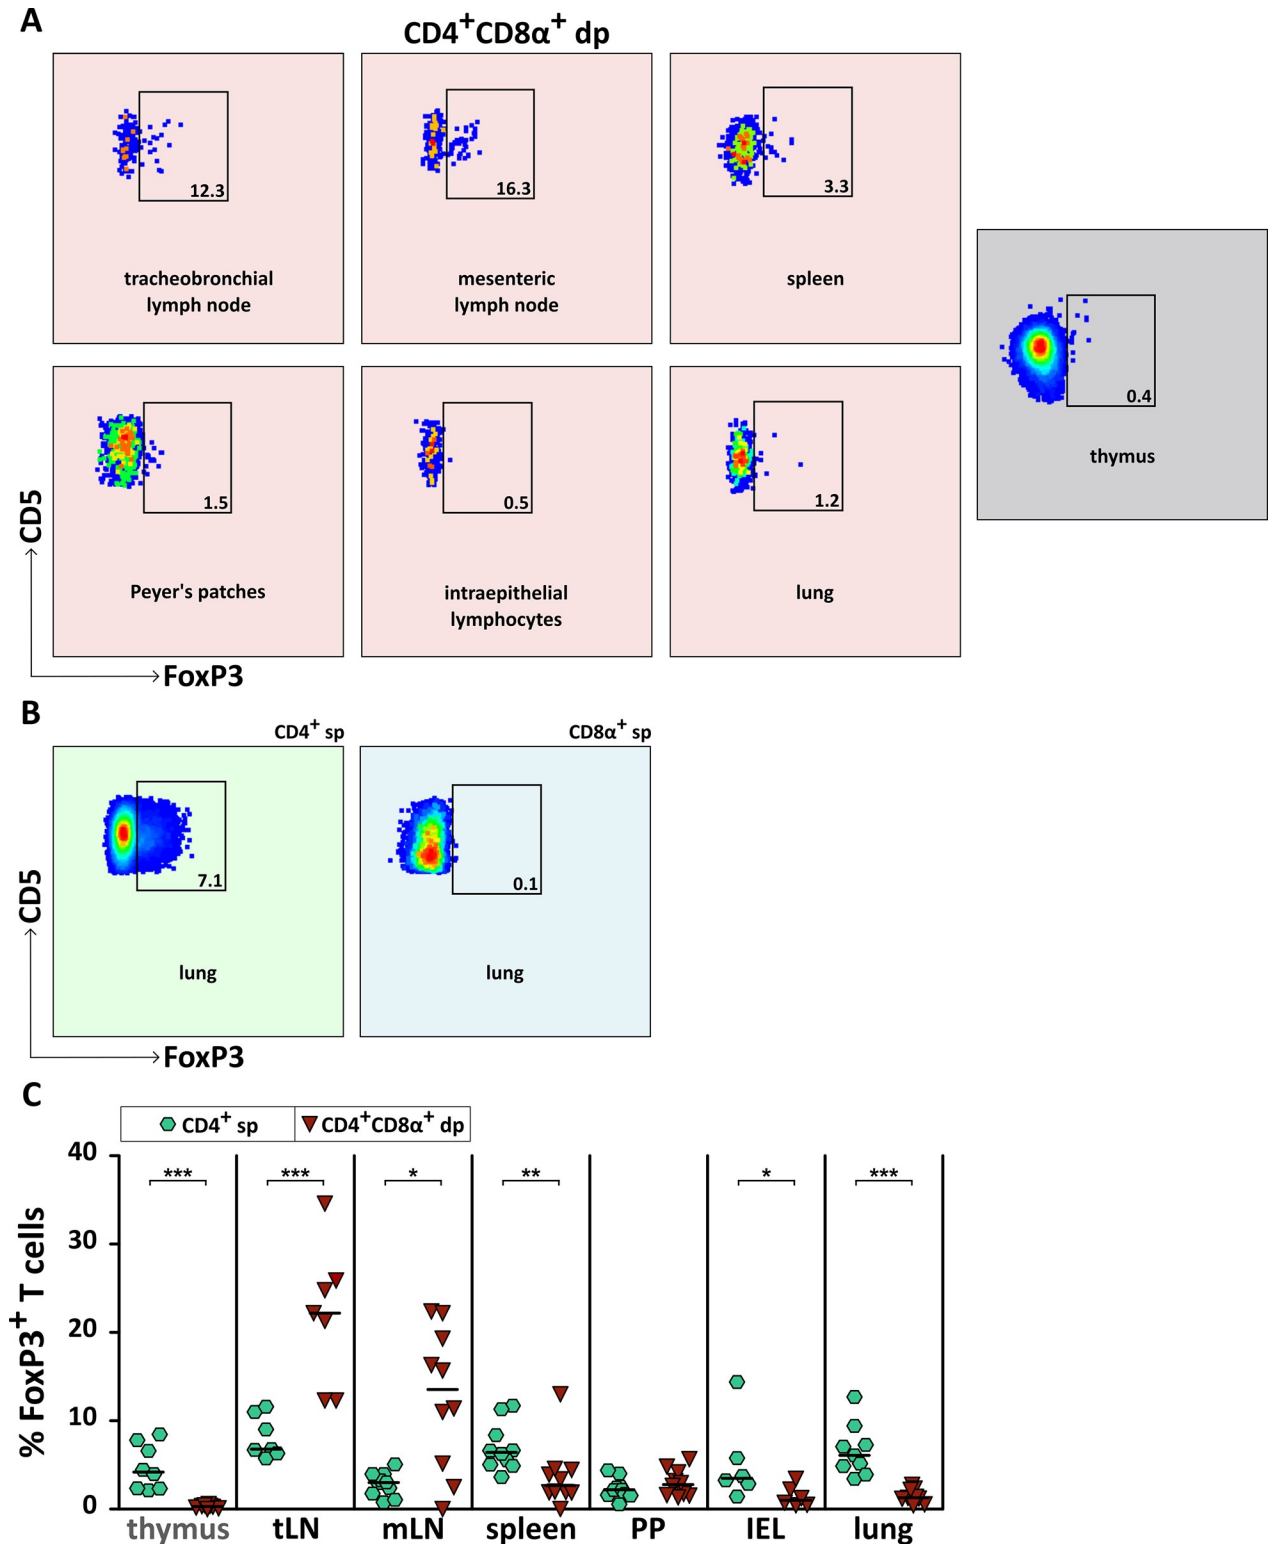 A
CD4⁺CD8α⁺ dp
12.3
tracheobronchial
lymph node
16.3
mesenteric
lymph node
3.3
spleen
0.4
thymus
1.5
Peyer's patches
0.5
intraepithelial
lymphocytes
1.2
lung
CD5
FoxP3
B
CD4⁺ sp
7.1
lung
CD8α⁺ sp
0.1
lung
CD5
FoxP3
C
CD4⁺ sp
CD4⁺CD8α⁺ dp
% FoxP3⁺ T cells
40
30
20
10
0
*** *** * ** * ***
thymus tLN mLN spleen PP IEL lung